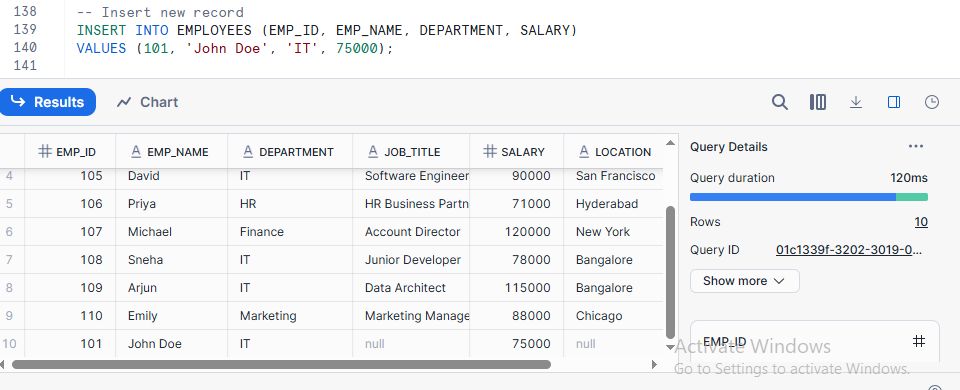 138 -- Insert new record
139 INSERT INTO EMPLOYEES (EMP_ID, EMP_NAME, DEPARTMENT, SALARY)
140 VALUES (101, 'John Doe', 'IT', 75000);
141
Results Chart
EMP_ID EMP_NAME DEPARTMENT JOB_TITLE SALARY LOCATION
4 105 David IT Software Engineer 90000 San Francisco
5 106 Priya HR HR Business Partn 71000 Hyderabad
6 107 Michael Finance Account Director 120000 New York
7 108 Sneha IT Junior Developer 78000 Bangalore
8 109 Arjun IT Data Architect 115000 Bangalore
9 110 Emily Marketing Marketing Manage 88000 Chicago
10 101 John Doe IT null 75000 null
Query Details ...
Query duration 120ms
Rows 10
Query ID 01c1339f-3202-3019-0...
Show more
EMP_ID
Activate Windows
Go to Settings to activate Windows.